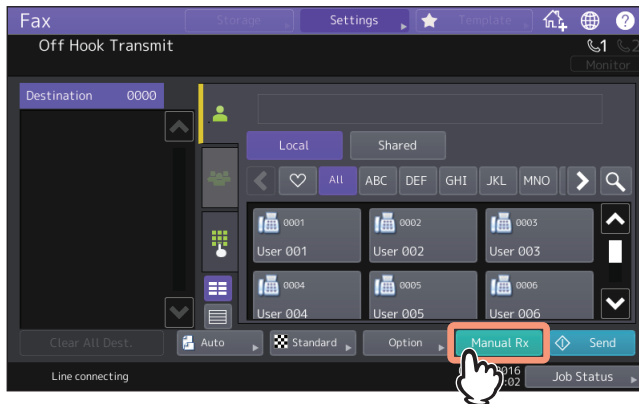 Fax Storage Settings Template ?
Off Hook Transmit 1 2
Monitor
Destination 0000
Local Shared
All ABC DEF GHI JKL MNO
0001 0002 0003
User 001 User 002 User 003
0004 0005 0006
User 004 User 005 User 006
Clear All Dest. Auto Standard Option Manual Rx Send
Line connecting Job Status